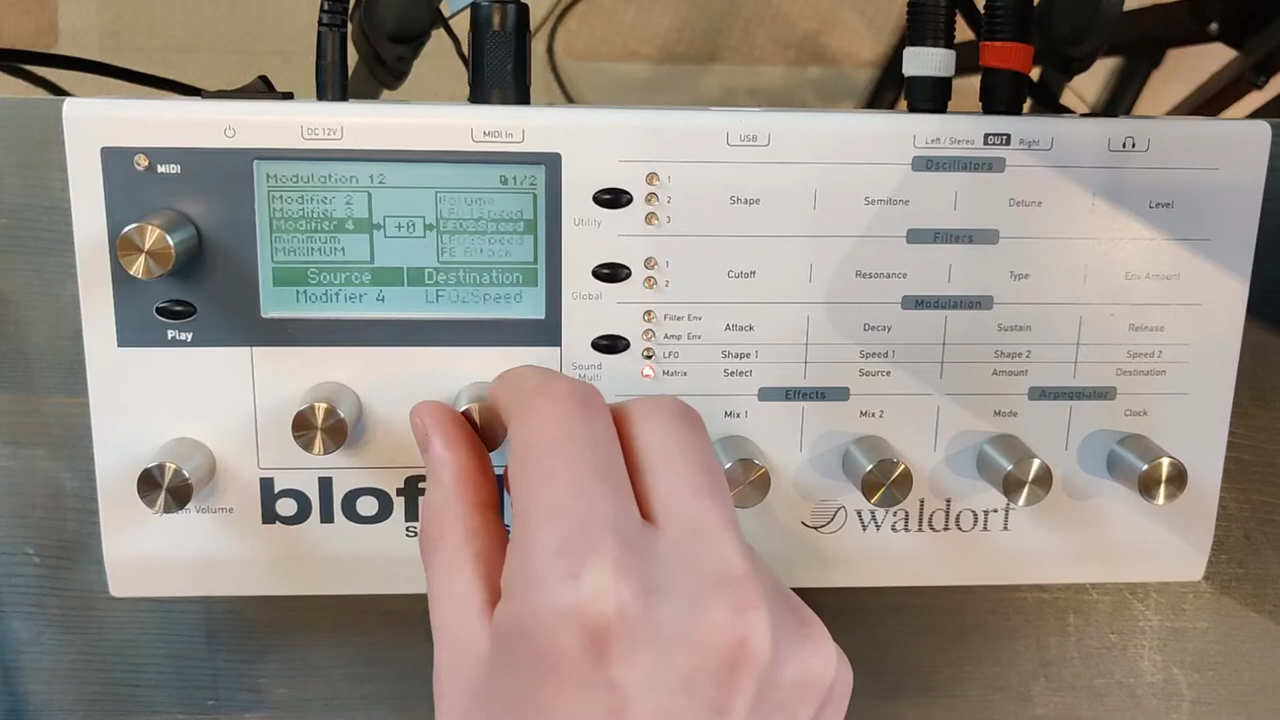 DC 12V
MIDI In
USB
Left / Stereo OUT Right
MIDI
Play
Modulation 12 1/2
Modifier 2
Modifier 3
Modifier 4
minimum
MAXIMUM
+0
Volume
LFO1Speed
LFO2Speed
LFO3Speed
FE Attack
Source Destination
Modifier 4 LFO2Speed
System Volume
Utility
1
2
3
Global
1
2
Sound
Multi
Filter Env
Amp Env
LFO
Matrix
Oscillators
Shape Semitone Detune Level
Filters
Cutoff Resonance Type Env Amount
Modulation
Attack Decay Sustain Release
Shape 1 Speed 1 Shape 2 Speed 2
Select Source Amount Destination
Effects Arpeggiator
Mix 1 Mix 2 Mode Clock
waldorf